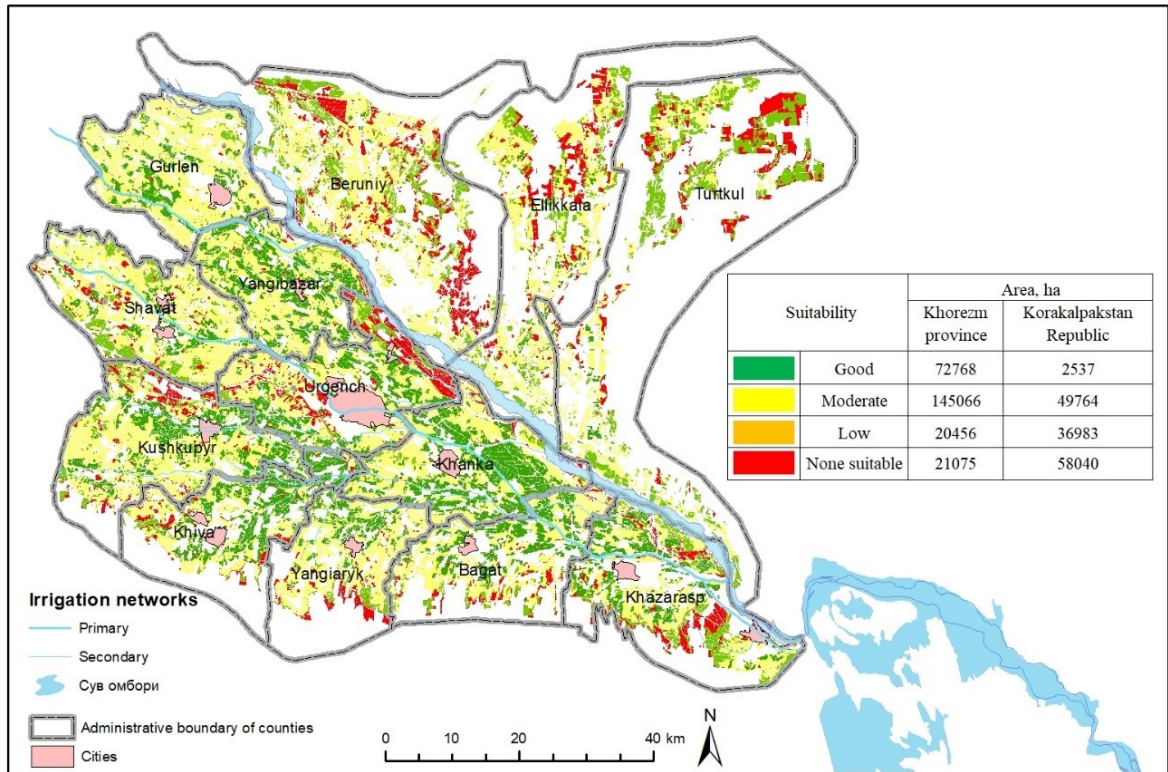 Gurlen
Beruniy
Ellikkala
Turtkul
Yangibazar
Shavat
Urgench
Kushkupyr
Khanka
Khiva
Yangiaryk
Bagat
Khazarasp
Suitability
Area, ha
Khorezm province
Korakalpakstan Republic
Good 72768 2537
Moderate 145066 49764
Low 20456 36983
None suitable 21075 58040
Irrigation networks
Primary
Secondary
Сув омбори
Administrative boundary of counties
Cities
0 10 20 40 km
N